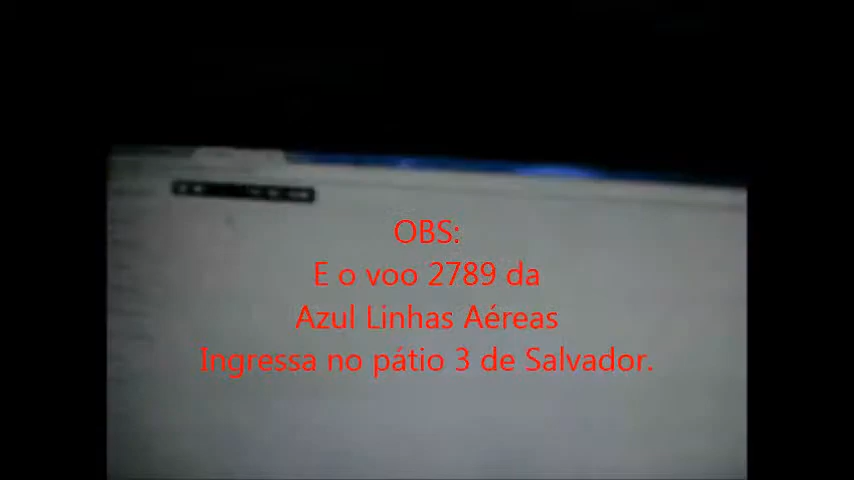 OBS:
E o voo 2789 da
Azul Linhas Aéreas
Ingressa no pátio 3 de Salvador.